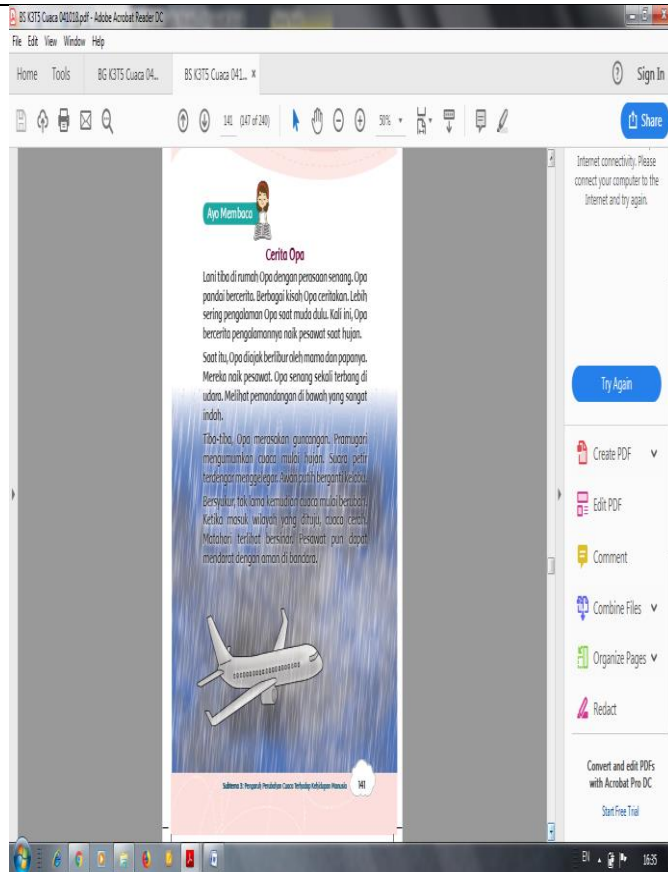 BS K3T5 Cuaca 041018.pdf - Adobe Acrobat Reader DC
File Edit View Window Help
Home Tools BG K3T5 Cuaca 04... BS K3T5 Cuaca 041... x
? Sign In
141 (147 of 240) 50%
Share
Internet connectivity. Please
connect your computer to the
Internet and try again.
Try Again
Create PDF
Edit PDF
Comment
Combine Files
Organize Pages
Redact
Convert and edit PDFs
with Acrobat Pro DC
Start Free Trial
Ayo Membaca
Cerita Opa
Lani tiba di rumah Opa dengan perasaan senang. Opa
pandai bercerita. Berbagai kisah Opa ceritakan. Lebih
sering pengalaman Opa saat muda dulu. Kali ini, Opa
bercerita pengalamannya naik pesawat saat hujan.
Saat itu, Opa diajak berlibur oleh mama dan papanya.
Mereka naik pesawat. Opa senang sekali terbang di
udara. Melihat pemandangan di bawah yang sangat
indah.
Tiba-tiba, Opa merasakan guncangan. Pramugari
mengumumkan cuaca mulai hujan. Suara petir
terdengar menggelegar. Awan putih berganti kelabu.
Bersyukur, tak lama kemudian cuaca mulai berubah.
Ketika masuk wilayah yang dituju, cuaca cerah.
Matahari terlihat bersinar. Pesawat pun dapat
mendarat dengan aman di bandara.
Subtema 3: Pengaruh Perubahan Cuaca Terhadap Kehidupan Manusia 141
EN 16:35